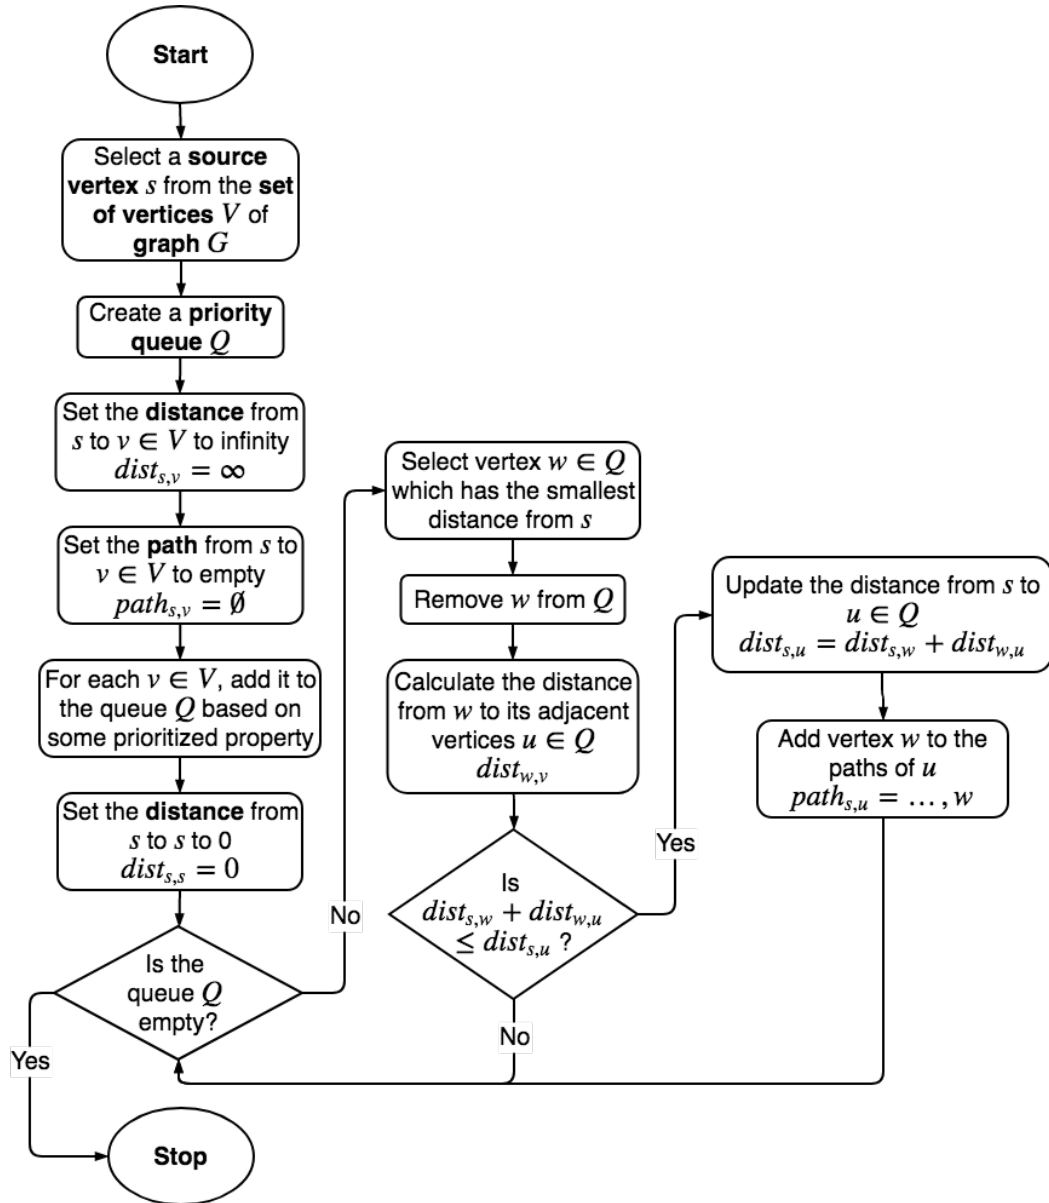 Start
Select a source
vertex s from the set
of vertices V of
graph G
Create a priority
queue Q
Set the distance from
s to v ∈ V to infinity
dist_{s,v} = ∞
Set the path from s to
v ∈ V to empty
path_{s,v} = ∅
For each v ∈ V, add it to
the queue Q based on
some prioritized property
Set the distance from
s to s to 0
dist_{s,s} = 0
Is the
queue Q
empty?
Yes
Stop
No
Select vertex w ∈ Q
which has the smallest
distance from s
Remove w from Q
Calculate the distance
from w to its adjacent
vertices u ∈ Q
dist_{w,v}
Is
dist_{s,w} + dist_{w,u}
≤ dist_{s,u} ?
No
Yes
Update the distance from s to
u ∈ Q
dist_{s,u} = dist_{s,w} + dist_{w,u}
Add vertex w to the
paths of u
path_{s,u} = …, w